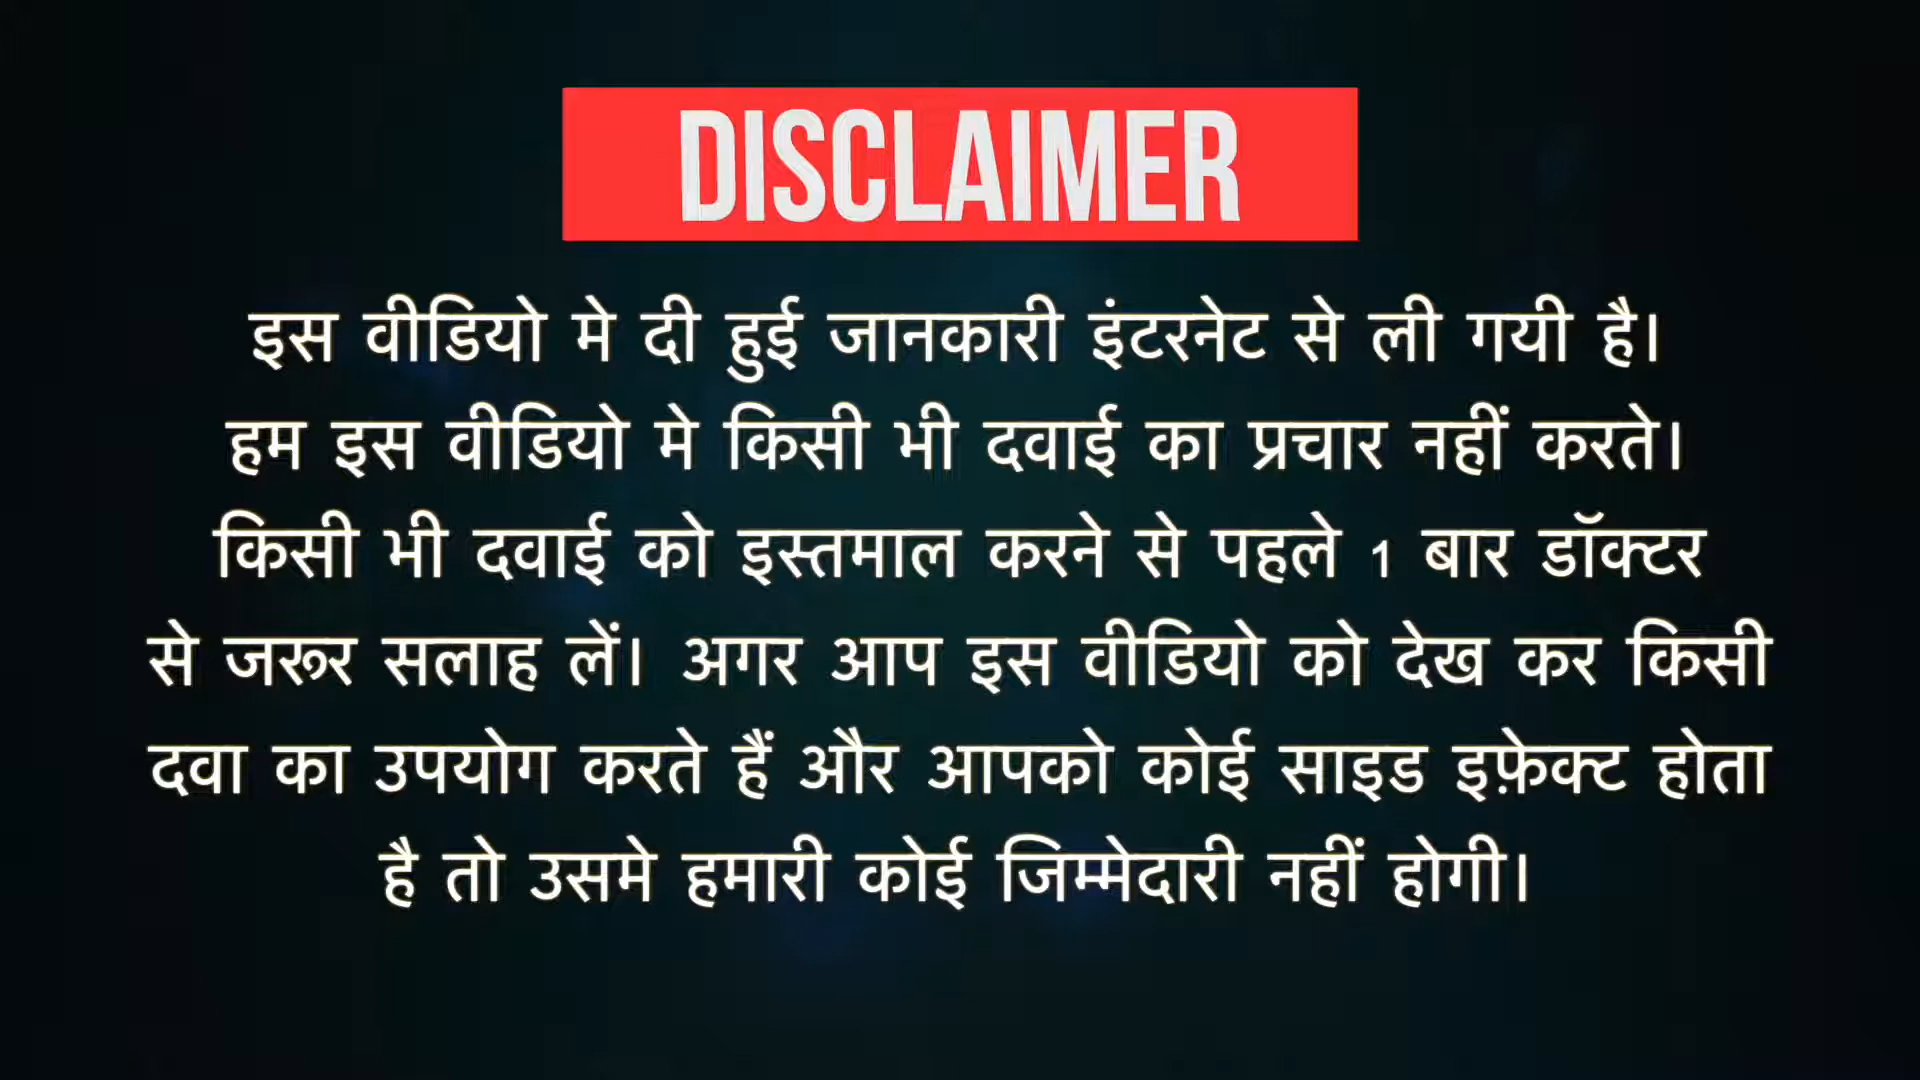 DISCLAIMER
इस वीडियो मे दी हुई जानकारी इंटरनेट से ली गयी है।
हम इस वीडियो मे किसी भी दवाई का प्रचार नहीं करते।
किसी भी दवाई को इस्तमाल करने से पहले 1 बार डॉक्टर
से जरूर सलाह लें। अगर आप इस वीडियो को देख कर किसी
दवा का उपयोग करते हैं और आपको कोई साइड इफ़ेक्ट होता
है तो उसमे हमारी कोई जिम्मेदारी नहीं होगी।